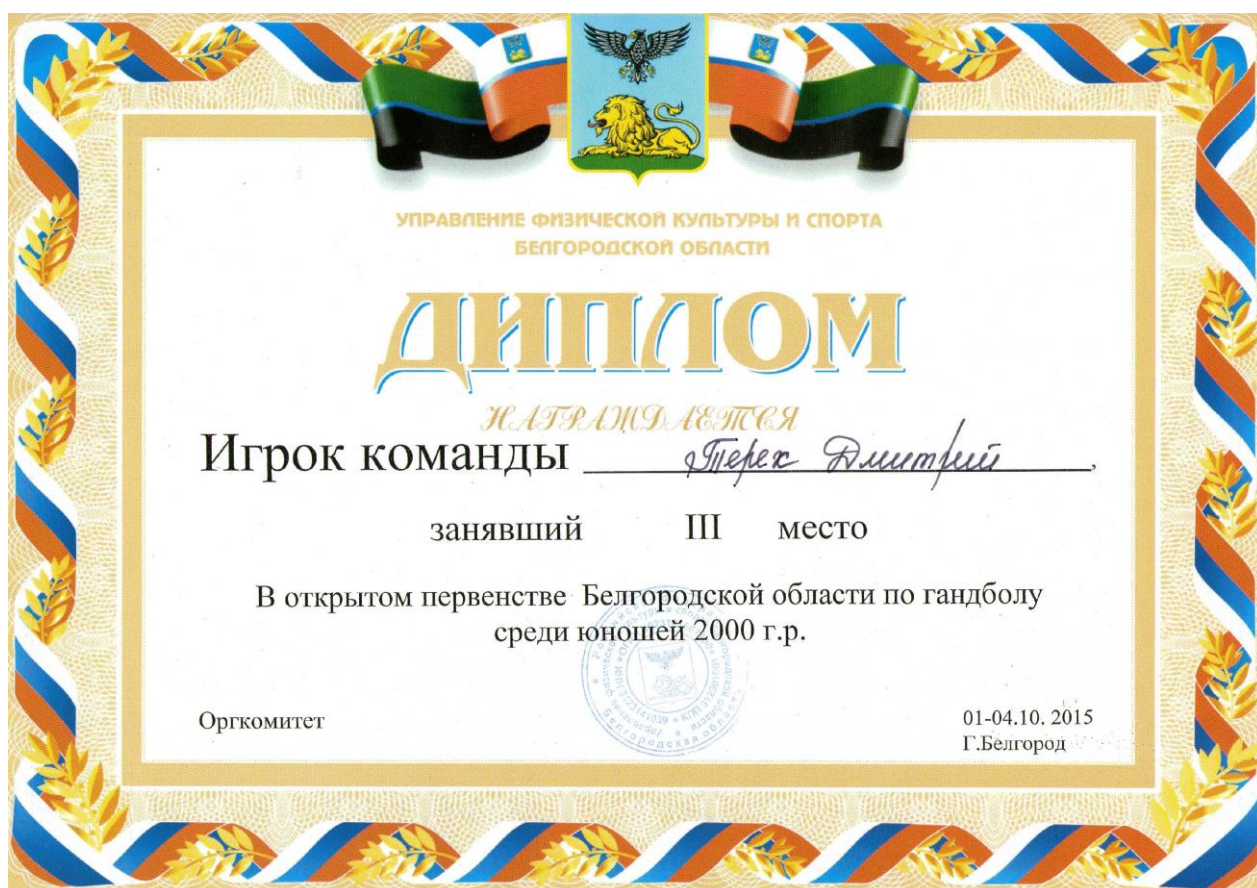 УПРАВЛЕНИЕ ФИЗИЧЕСКОЙ КУЛЬТУРЫ И СПОРТА
БЕЛГОРОДСКОЙ ОБЛАСТИ
ДИПЛОМ
НАГРАЖДАЕТСЯ
Игрок команды Терех Дмитрий,
занявший III место
В открытом первенстве Белгородской области по гандболу
среди юношей 2000 г.р.
Оргкомитет
01-04.10. 2015
Г.Белгород